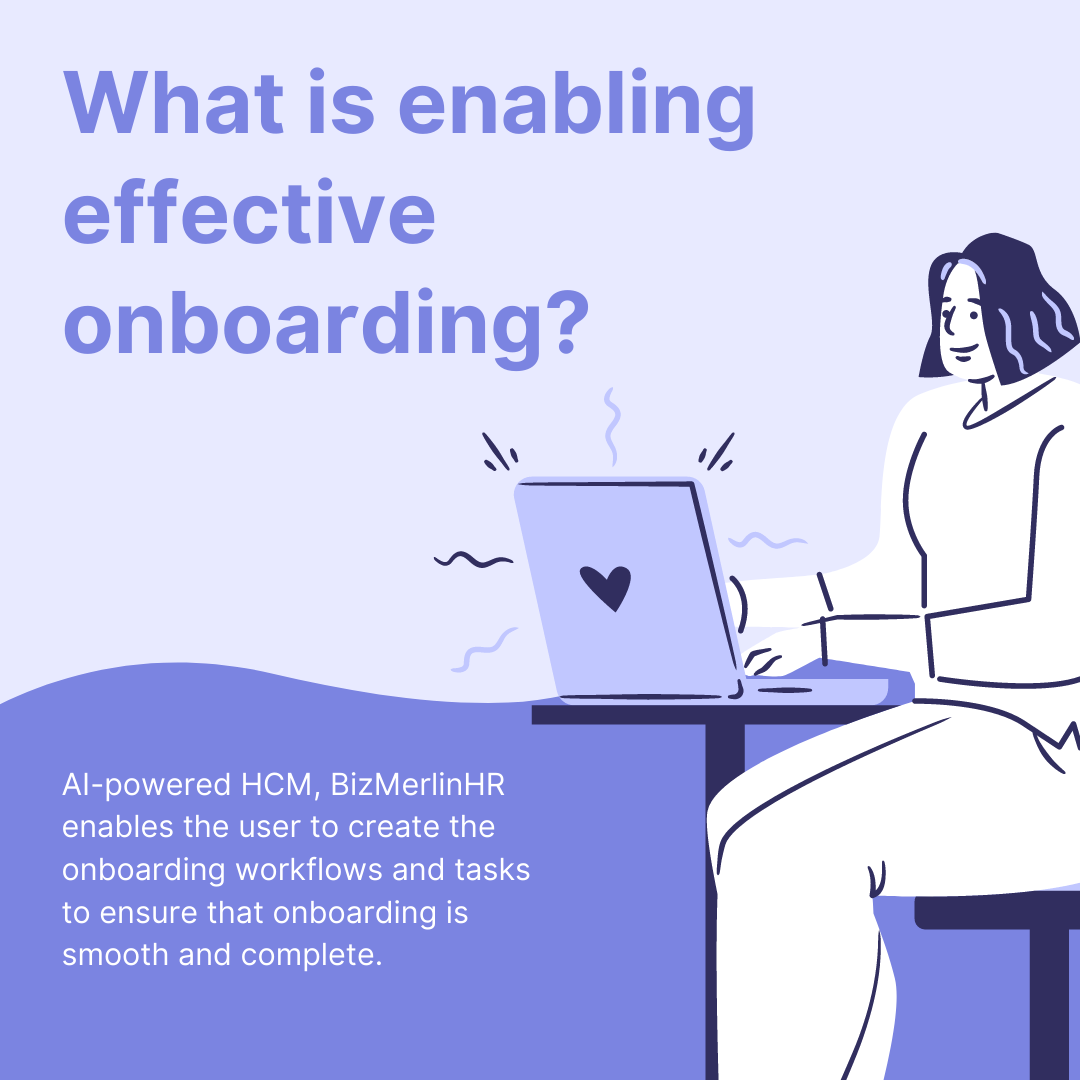 What is enabling
effective
onboarding?
AI-powered HCM, BizMerlinHR
enables the user to create the
onboarding workflows and tasks
to ensure that onboarding is
smooth and complete.